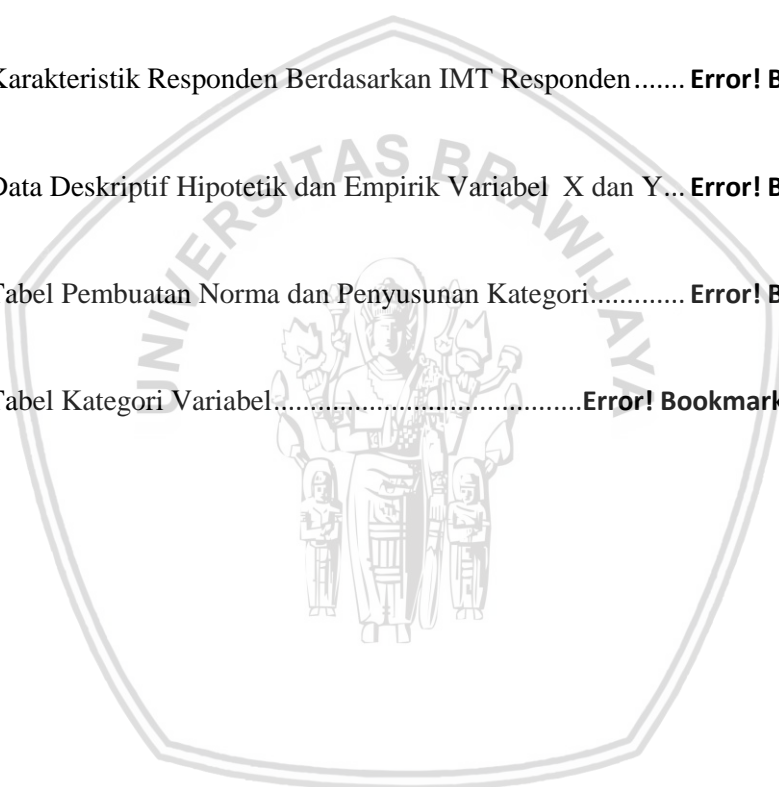 Karakteristik Responden Berdasarkan IMT Responden....... Error! B
Data Deskriptif Hipotetik dan Empirik Variabel X dan Y... Error! B
Tabel Pembuatan Norma dan Penyusunan Kategori............. Error! B
Tabel Kategori Variabel..........................................Error! Bookmark
UNIVERSITAS BRAWIJAYA